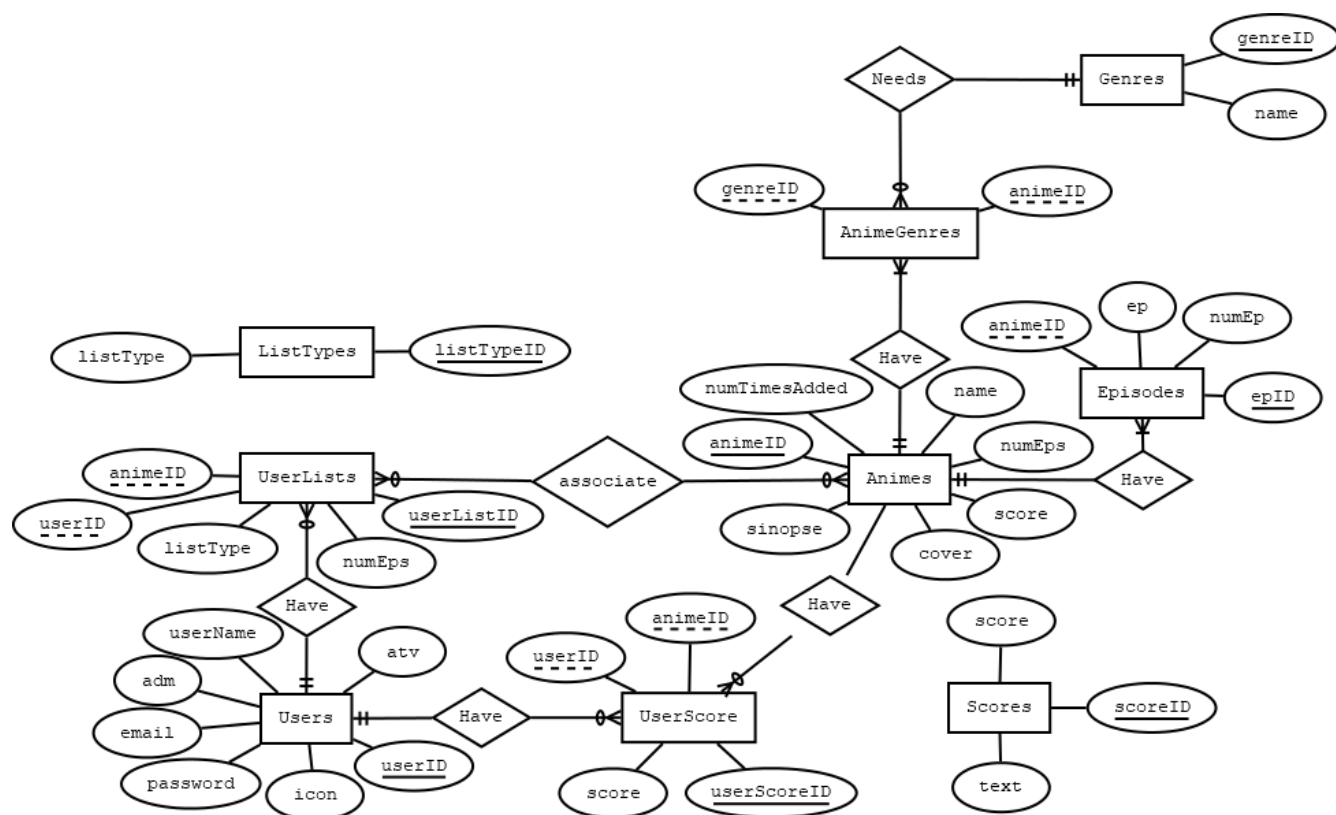 genreID
Needs
Genres
name
genreID
animeID
AnimeGenres
ep
animeID
numEp
listType
ListTypes
listTypeID
Have
numTimesAdded
name
Episodes
epID
animeID
numEps
animeID
UserLists
associate
Animes
Have
userID
userListID
sinopse
score
listType
numEps
cover
Have
Have
userName
animeID
score
atv
userID
adm
Users
Have
UserScore
Scores
scoreID
email
userID
password
icon
score
userScoreID
text